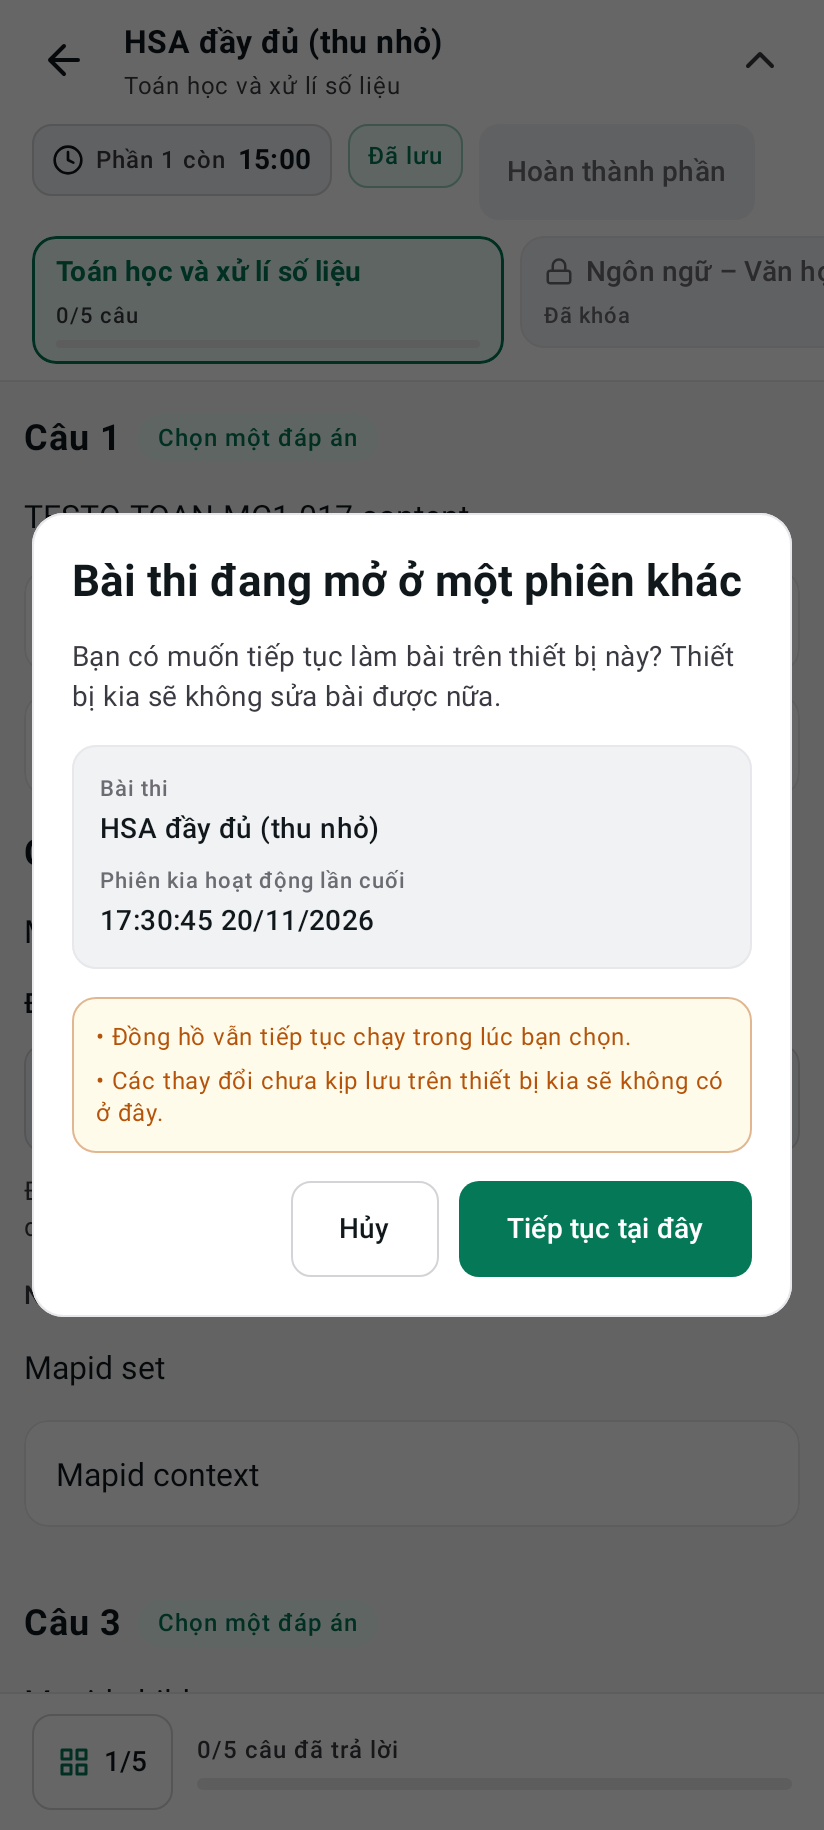 HSA đầy đủ (thu nhỏ)
Toán học và xử lí số liệu
Phần 1 còn 15:00
Đã lưu
Hoàn thành phần
Toán học và xử lí số liệu
0/5 câu
Ngôn ngữ – Văn
Đã khóa
Câu 1
Chọn một đáp án
Bài thi đang mở ở một phiên khác
Bạn có muốn tiếp tục làm bài trên thiết bị này? Thiết
bị kia sẽ không sửa bài được nữa.
Bài thi
HSA đầy đủ (thu nhỏ)
Phiên kia hoạt động lần cuối
17:30:45 20/11/2026
• Đồng hồ vẫn tiếp tục chạy trong lúc bạn chọn.
• Các thay đổi chưa kịp lưu trên thiết bị kia sẽ không có
ở đây.
Hủy
Tiếp tục tại đây
Mapid set
Mapid context
Câu 3
Chọn một đáp án
1/5
0/5 câu đã trả lời